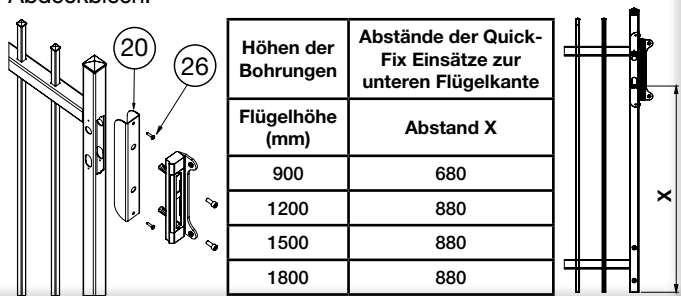 Abdeckblech.
20
26
Höhen der Bohrungen
Abstände der Quick-Fix Einsätze zur unteren Flügelkante
Flügelhöhe (mm)
Abstand X
900
680
1200
880
1500
880
1800
880
X